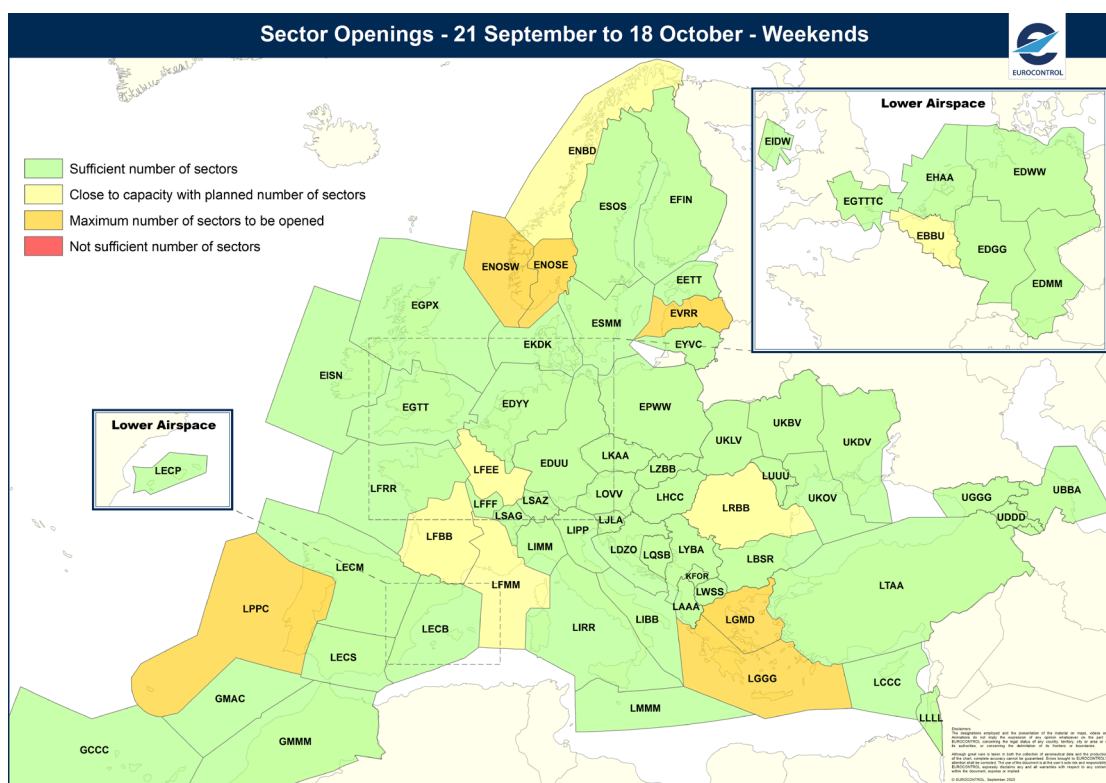 Sector Openings - 21 September to 18 October - Weekends
EUROCONTROL
Sufficient number of sectors
Close to capacity with planned number of sectors
Maximum number of sectors to be opened
Not sufficient number of sectors
Lower Airspace
EIDW
EHAA
EDWW
EGTTTC
EBBU
EDGG
EDMM
ENBD
ESOS
EFIN
ENOSW
ENOSE
EETT
EGPX
EVRR
ESMM
EKDK
EYVC
EISN
EGTT
EDYY
EPWW
UKBV
UKLV
UKDV
Lower Airspace
LECP
LFEE
EDUU
LKAA
LZBB
LUUU
LFRR
LFFF
LSAZ
LOVV
LHCC
LRBB
UKOV
UGGG
UBBA
LSAG
LJLA
UDDD
LFBB
LIMM
LIPP
LDZO
LQSB
LYBA
LBSR
LECM
LFMM
KFOR
LWSS
LTAA
LPPC
LAAA
LGMD
LECB
LIRR
LIBB
LECS
LGGG
LCCC
GMAC
LMMM
LLLL
GCCC
GMMM
Disclaimers
© EUROCONTROL, September 2023